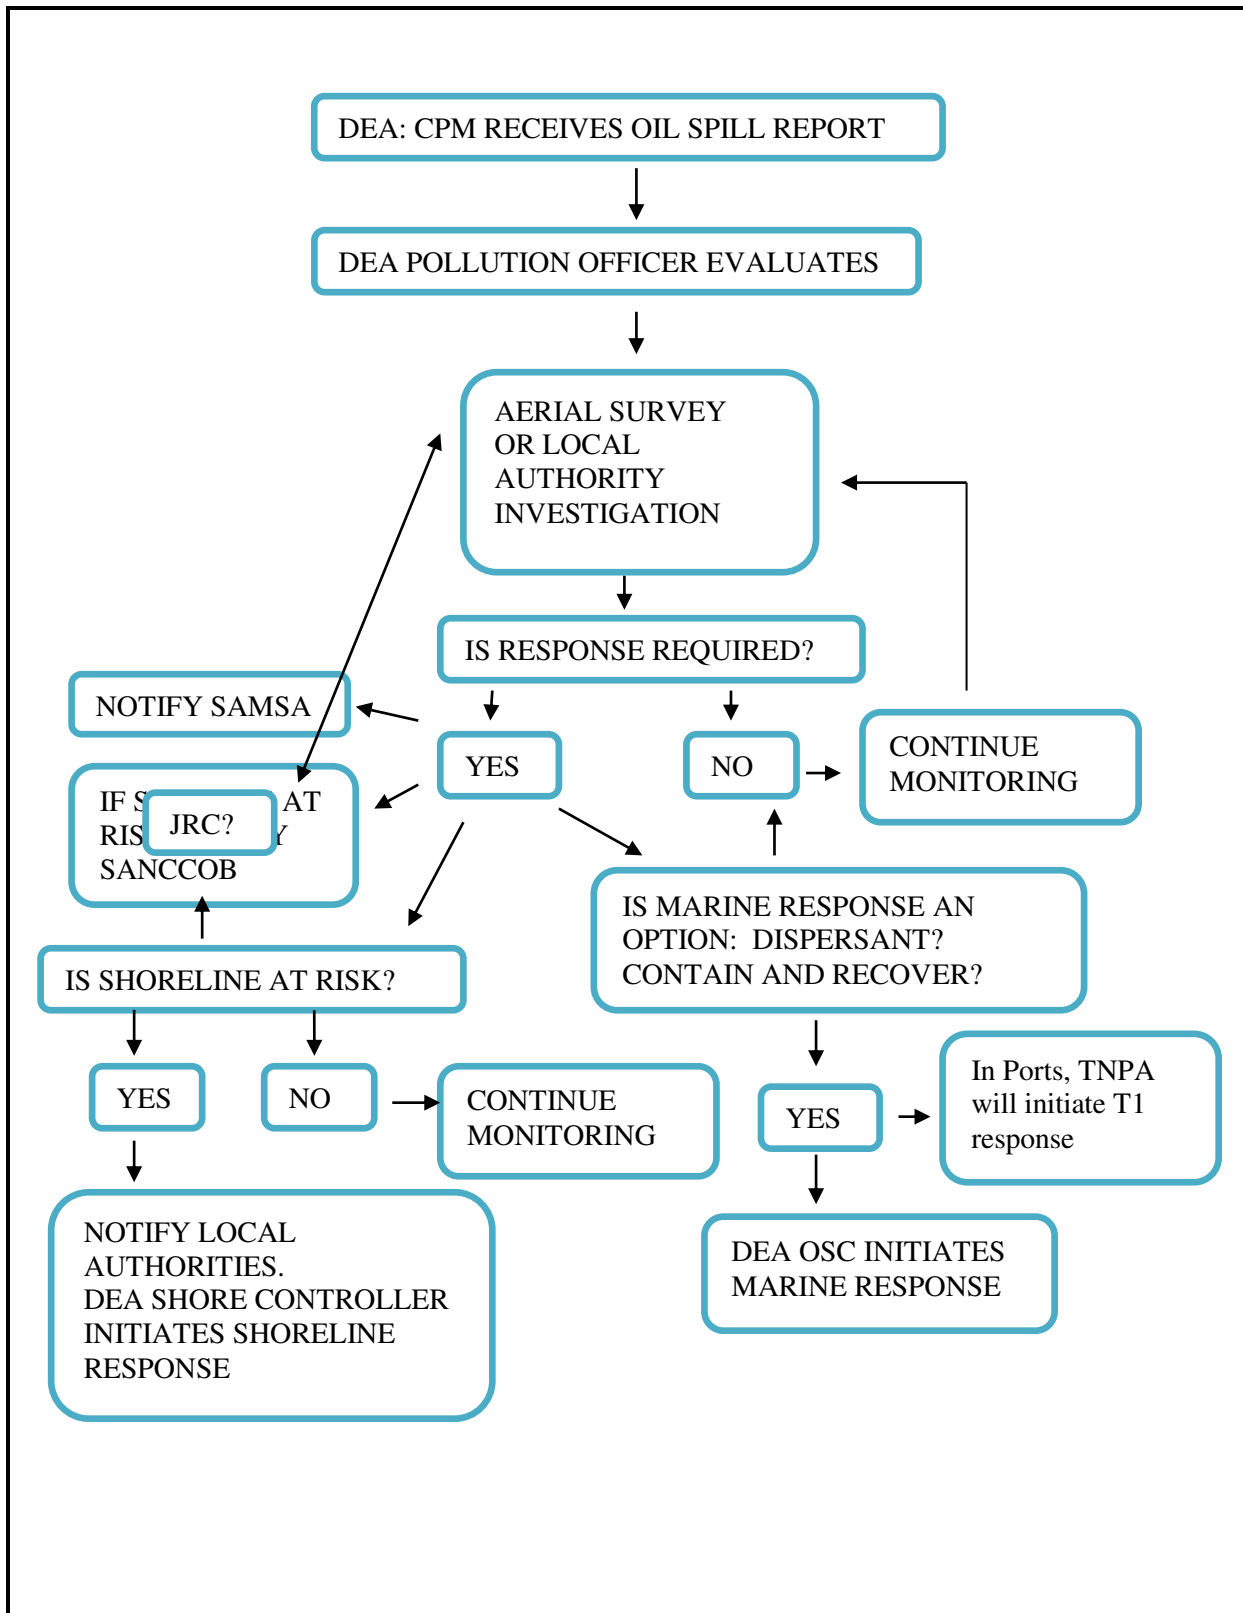 DEA: CPM RECEIVES OIL SPILL REPORT
DEA POLLUTION OFFICER EVALUATES
AERIAL SURVEY
OR LOCAL
AUTHORITY
INVESTIGATION
IS RESPONSE REQUIRED?
NOTIFY SAMSA
YES
NO
CONTINUE
MONITORING
IF AT
JRC?
SANCCOB
IS MARINE RESPONSE AN
OPTION: DISPERSANT?
CONTAIN AND RECOVER?
IS SHORELINE AT RISK?
YES
NO
CONTINUE
MONITORING
YES
In Ports, TNPA
will initiate T1
response
NOTIFY LOCAL
AUTHORITIES.
DEA SHORE CONTROLLER
INITIATES SHORELINE
RESPONSE
DEA OSC INITIATES
MARINE RESPONSE